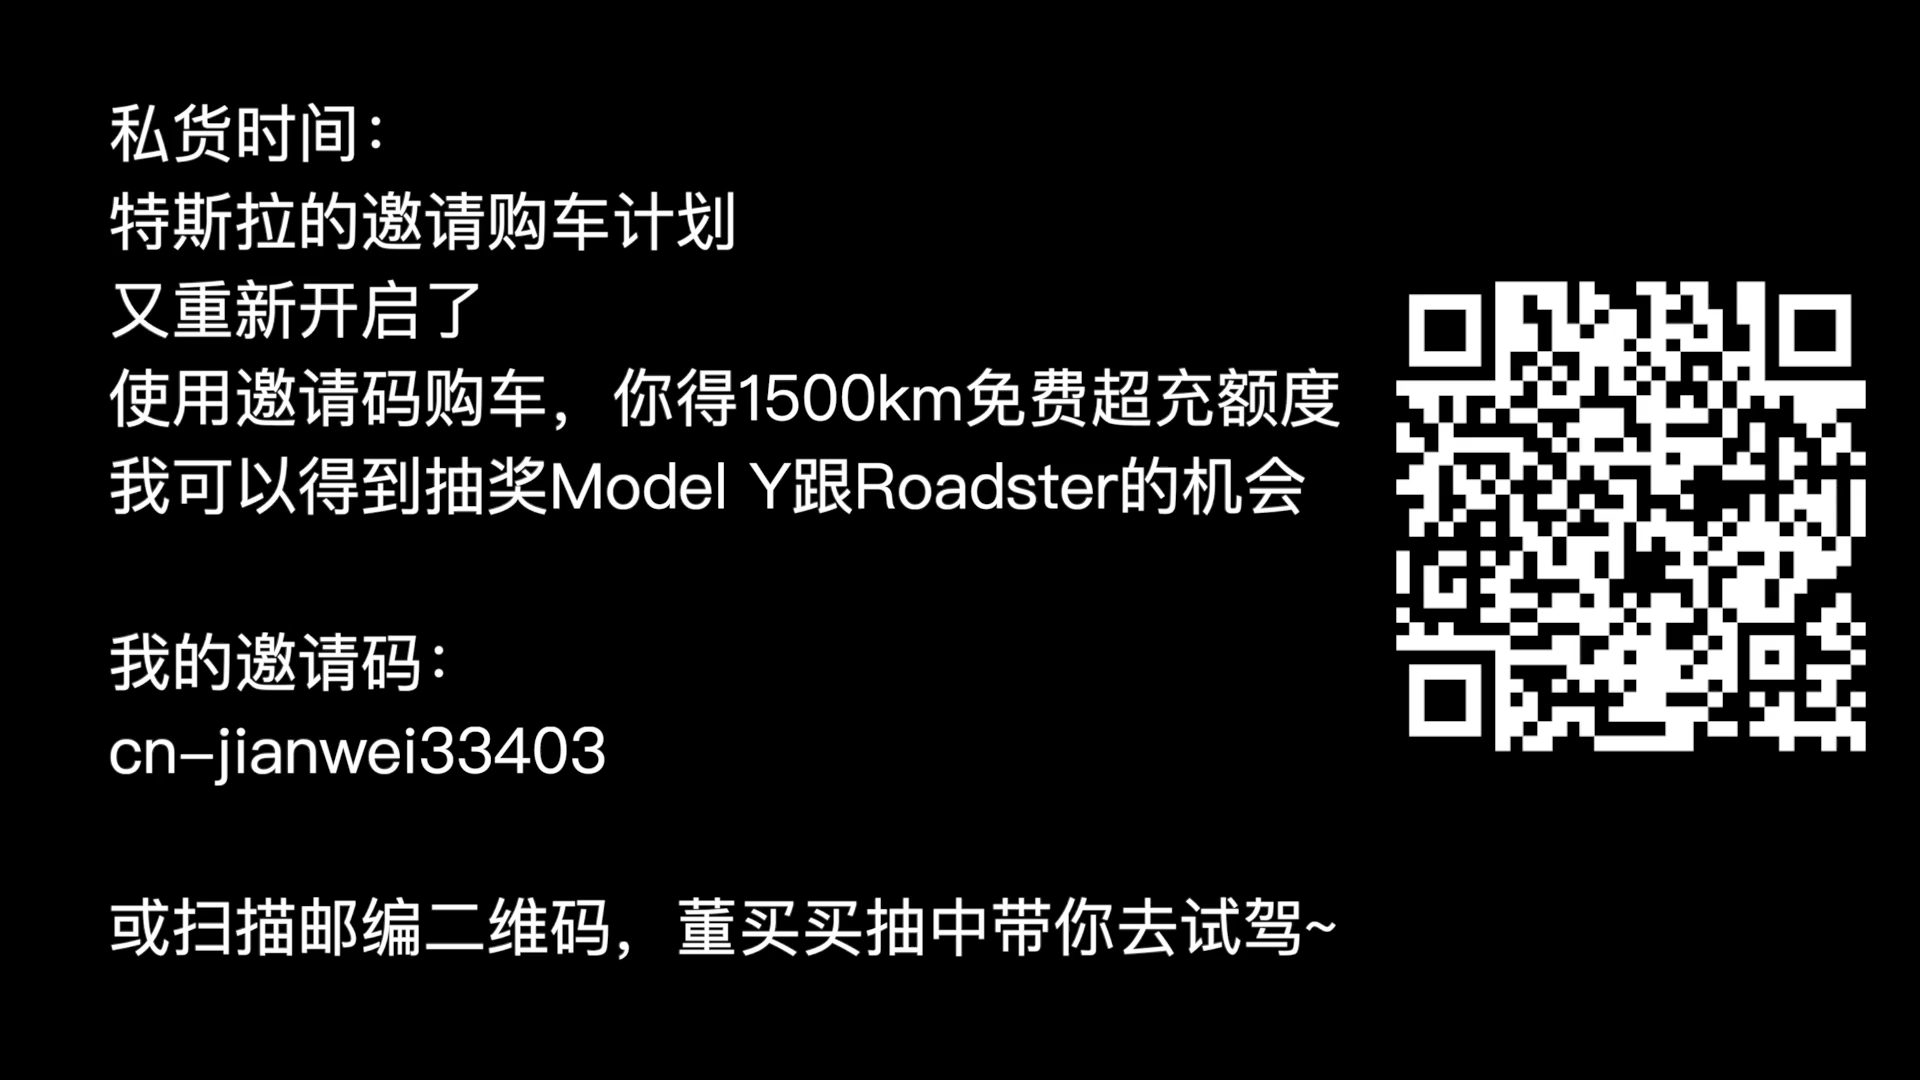 私货时间：
特斯拉的邀请购车计划
又重新开启了
使用邀请码购车，你得1500km免费超充额度
我可以得到抽奖Model Y跟Roadster的机会
我的邀请码：
cn-jianwei33403
或扫描邮编二维码，董买买抽中带你去试驾~